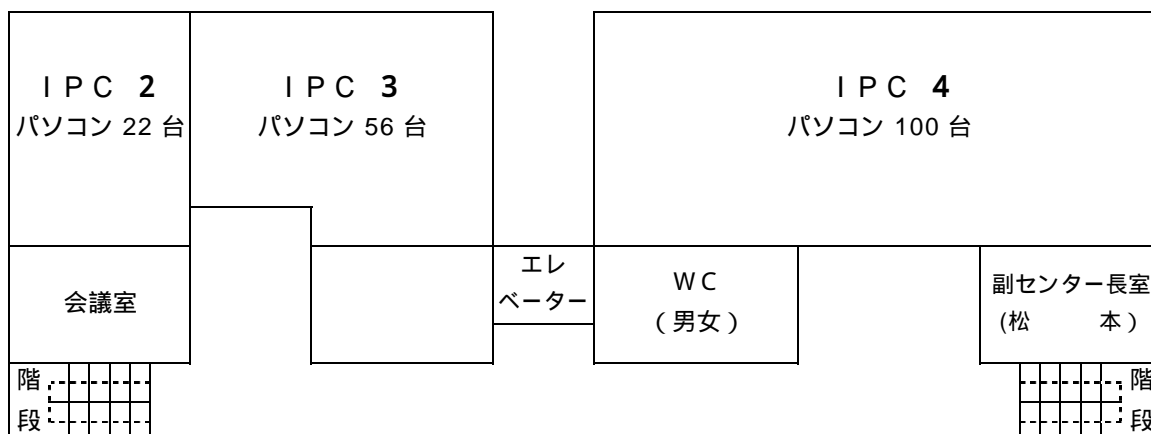 IPC 2
パソコン 22 台
IPC 3
パソコン 56 台
IPC 4
パソコン 100 台
会議室
エレ
ベーター
WC
(男女)
副センター長室
(松 本)
階
段
階
段